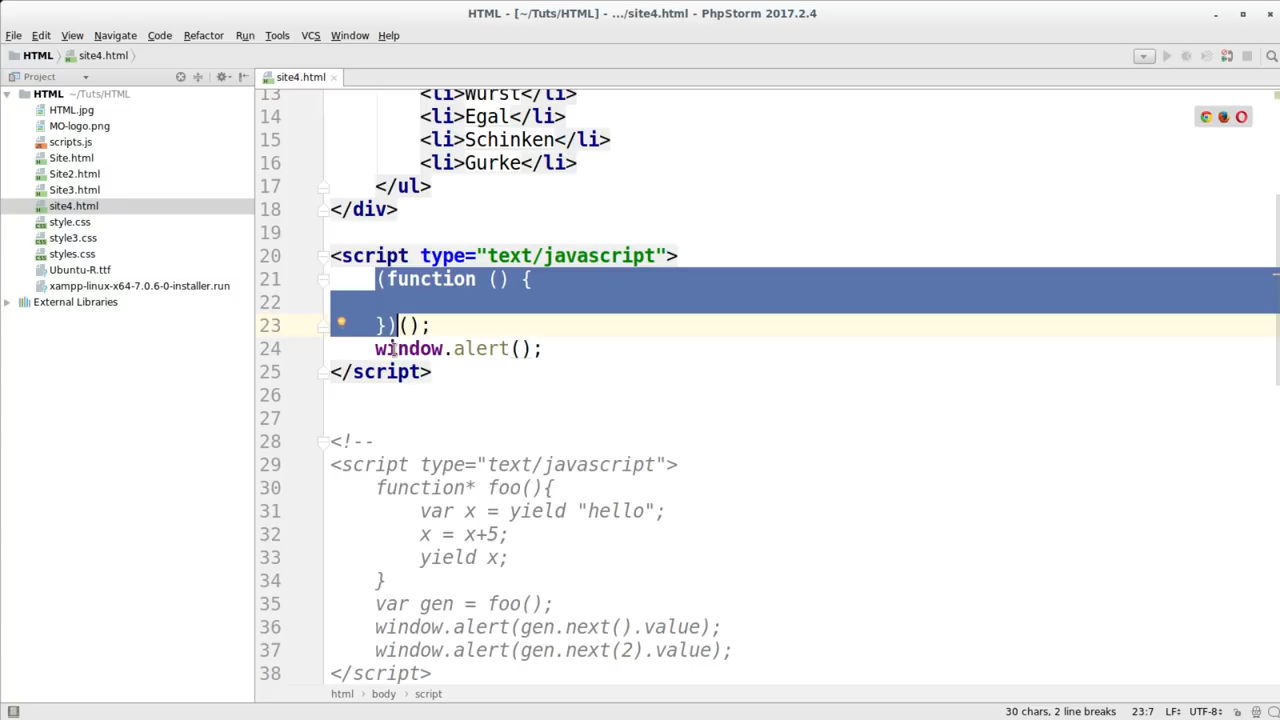 HTML - [~/Tuts/HTML] - .../site4.html - PhpStorm 2017.2.4
File Edit View Navigate Code Refactor Run Tools VCS Window Help
HTML site4.html
Project site4.html
HTML ~/Tuts/HTML
HTML.jpg
MO-logo.png
scripts.js
Site.html
Site2.html
Site3.html
site4.html
style.css
style3.css
styles.css
Ubuntu-R.ttf
xampp-linux-x64-7.0.6-0-installer.run
External Libraries
13 <li>Wurst</li>
14 <li>Egal</li>
15 <li>Schinken</li>
16 <li>Gurke</li>
17 </ul>
18 </div>
19
20 <script type="text/javascript">
21 (function () {
22
23 })();
24 window.alert();
25 </script>
26
27
28 <!--
29 <script type="text/javascript">
30 function* foo(){
31 var x = yield "hello";
32 x = x+5;
33 yield x;
34 }
35 var gen = foo();
36 window.alert(gen.next().value);
37 window.alert(gen.next(2).value);
38 </script>
html body script
30 chars, 2 line breaks 23:7 LF UTF-8